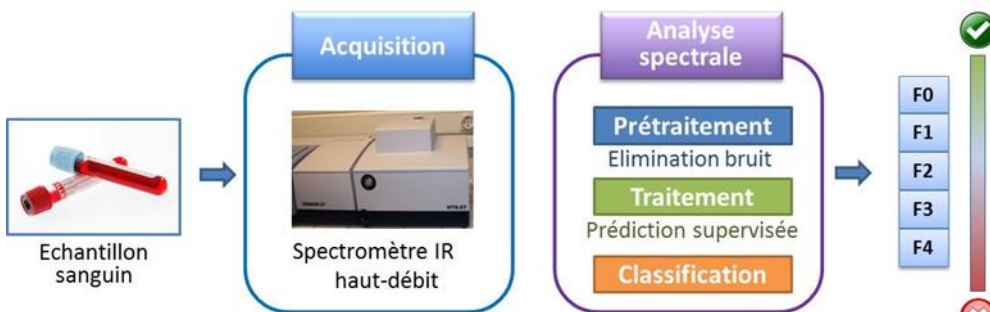 Acquisition
Analyse
spectrale
Echantillon
sanguin
Spectromètre IR
haut-débit
Prétraitement
Elimination bruit
Traitement
Prédiction supervisée
Classification
F0
F1
F2
F3
F4